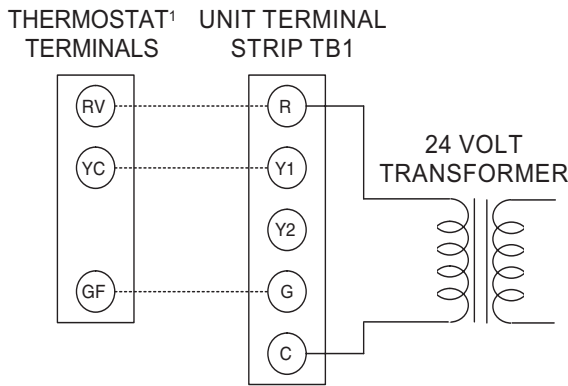 THERMOSTAT¹ UNIT TERMINAL
TERMINALS STRIP TB1
RV R
24 VOLT
YC Y1 TRANSFORMER
Y2
GF G
C